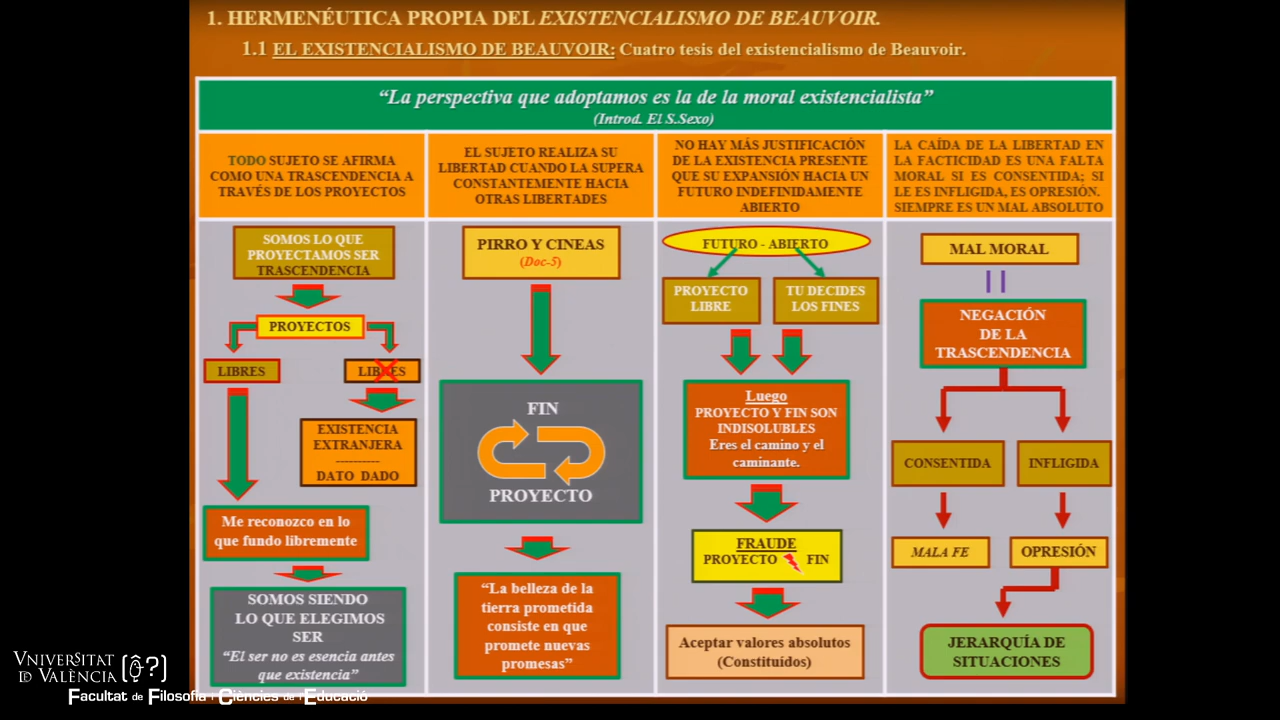 1. HERMENÉUTICA PROPIA DEL EXISTENCIALISMO DE BEAUVOIR.
1.1 EL EXISTENCIALISMO DE BEAUVOIR: Cuatro tesis del existencialismo de Beauvoir.
“La perspectiva que adoptamos es la de la moral existencialista”
(Introd. El S.Sexo)
TODO SUJETO SE AFIRMA
COMO UNA TRASCENDENCIA A
TRAVÉS DE LOS PROYECTOS
SOMOS LO QUE
PROYECTAMOS SER
TRASCENDENCIA
PROYECTOS
LIBRES
LIBRES
EXISTENCIA
EXTRANJERA
----------
DATO DADO
Me reconozco en lo
que fundo libremente
SOMOS SIENDO
LO QUE ELEGIMOS
SER
“El ser no es esencia antes
que existencia”
EL SUJETO REALIZA SU
LIBERTAD CUANDO LA SUPERA
CONSTANTEMENTE HACIA
OTRAS LIBERTADES
PIRRO Y CINEAS
(Doc-5)
FIN
PROYECTO
“La belleza de la
tierra prometida
consiste en que
promete nuevas
promesas”
NO HAY MÁS JUSTIFICACIÓN
DE LA EXISTENCIA PRESENTE
QUE SU EXPANSIÓN HACIA UN
FUTURO INDEFINIDAMENTE
ABIERTO
FUTURO - ABIERTO
PROYECTO
LIBRE
TU DECIDES
LOS FINES
Luego
PROYECTO Y FIN SON
INDISOLUBLES
Eres el camino y el
caminante.
FRAUDE
PROYECTO FIN
Aceptar valores absolutos
(Constituídos)
LA CAÍDA DE LA LIBERTAD EN
LA FACTICIDAD ES UNA FALTA
MORAL SI ES CONSENTIDA; SI
LE ES INFLIGIDA, ES OPRESIÓN.
SIEMPRE ES UN MAL ABSOLUTO
MAL MORAL
NEGACIÓN
DE LA
TRASCENDENCIA
CONSENTIDA
INFLIGIDA
MALA FE
OPRESIÓN
JERARQUÍA DE
SITUACIONES
VNIVERSITAT
DE VALÈNCIA
Facultat de Filosofia i Ciències de l'Educació